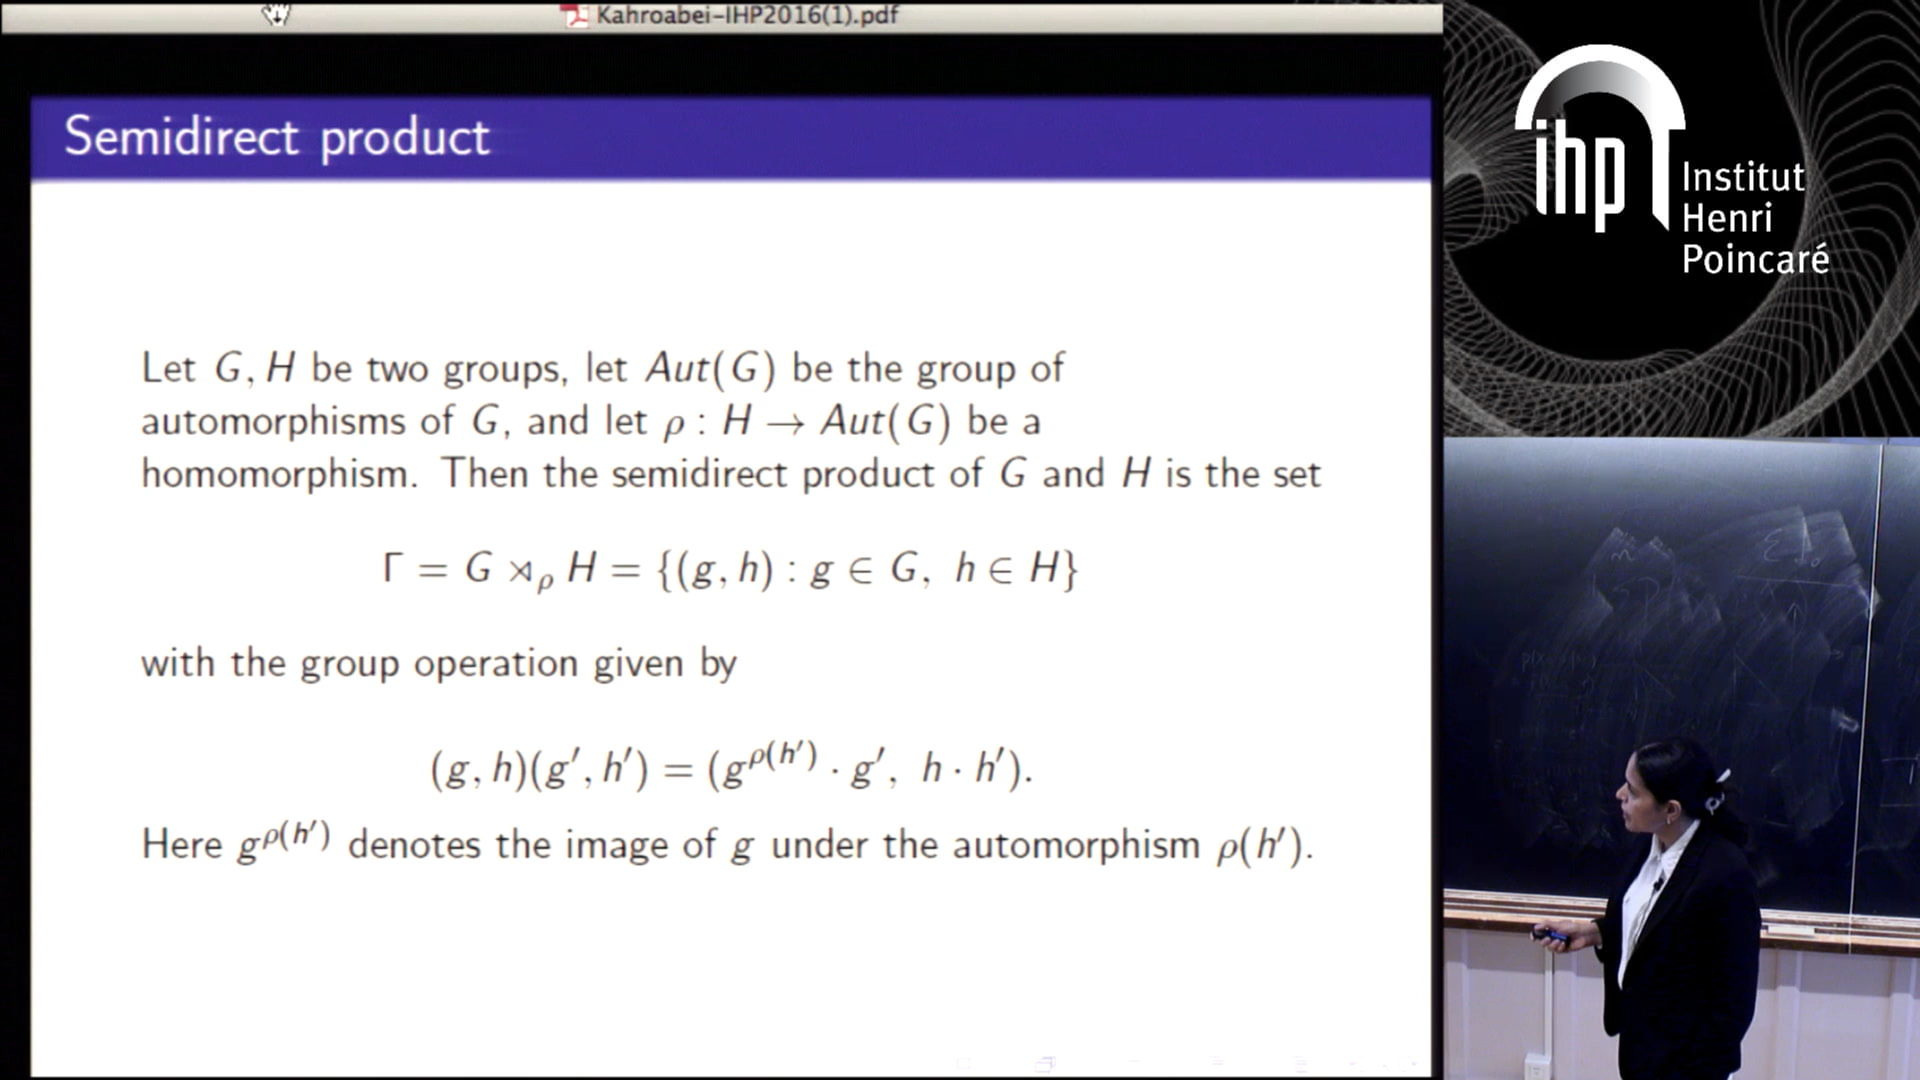 Kahroabei-IHP2016(1).pdf
Semidirect product
Let G, H be two groups, let Aut(G) be the group of
automorphisms of G, and let ρ : H → Aut(G) be a
homomorphism. Then the semidirect product of G and H is the set
Γ = G ⋊ρ H = {(g, h) : g ∈ G, h ∈ H}
with the group operation given by
(g, h)(g′, h′) = (g^ρ(h′) · g′, h · h′).
Here g^ρ(h′) denotes the image of g under the automorphism ρ(h′).
ihp
Institut
Henri
Poincaré